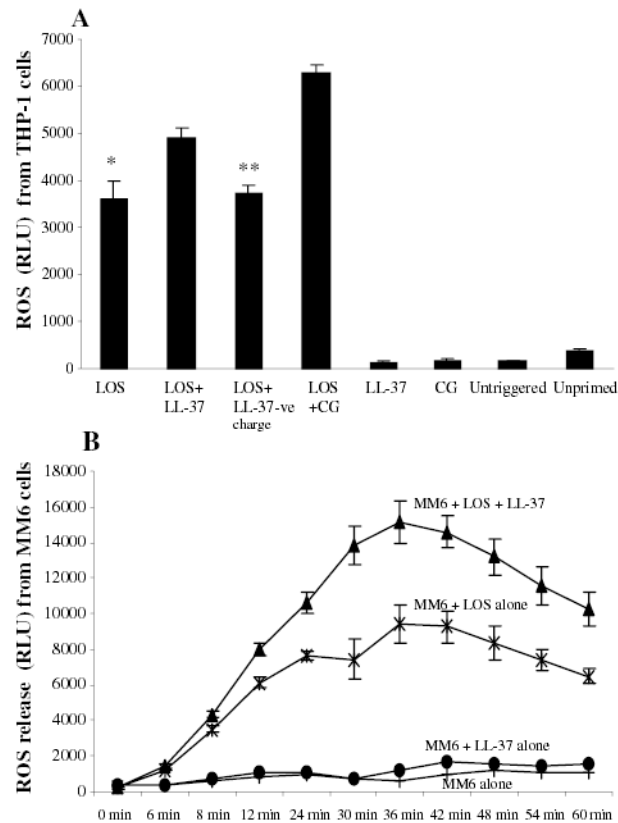 A
ROS (RLU) from THP-1 cells
7000
6000
5000
4000
3000
2000
1000
0
*
**
LOS
LOS+
LL-37
LOS+
LL-37-ve
charge
LOS
+CG
LL-37
CG
Untriggered
Unprimed
B
ROS release (RLU) from MM6 cells
18000
16000
14000
12000
10000
8000
6000
4000
2000
0
MM6 + LOS + LL-37
MM6 + LOS alone
MM6 + LL-37 alone
MM6 alone
0 min 6 min 8 min 12 min 24 min 30 min 36 min 42 min 48 min 54 min 60 min